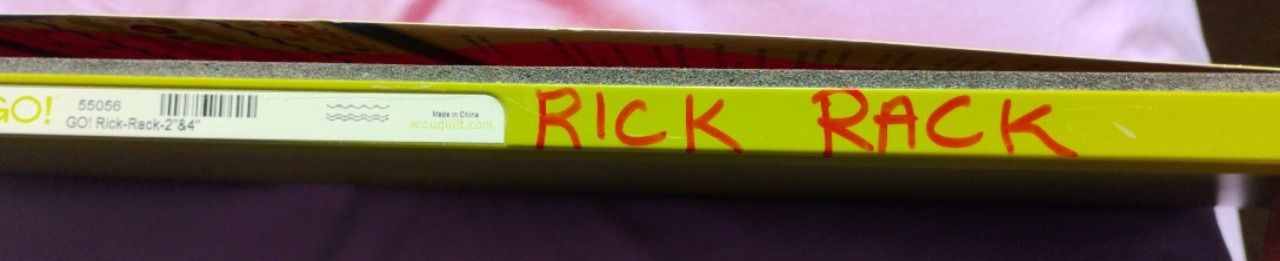 GO!
55056
GO! Rick-Rack-2"&4"
Made in China
accuquilt.com
RICK RACK